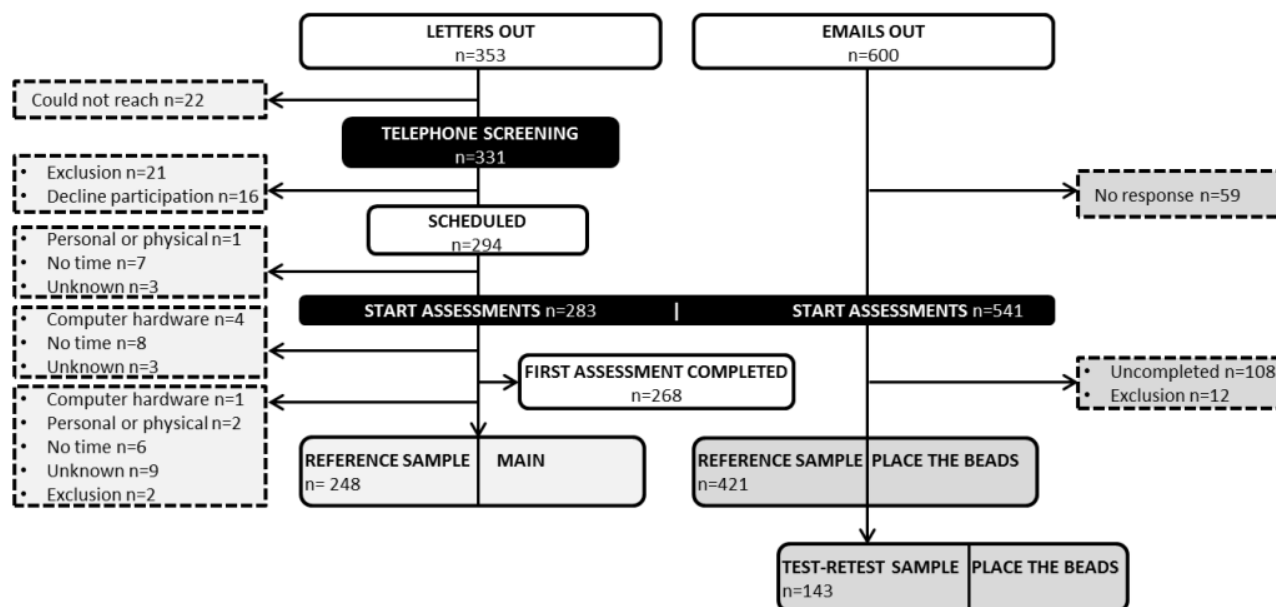 LETTERS OUT
n=353
EMAILS OUT
n=600
Could not reach n=22
TELEPHONE SCREENING
n=331
• Exclusion n=21
• Decline participation n=16
No response n=59
SCHEDULED
n=294
• Personal or physical n=1
• No time n=7
• Unknown n=3
START ASSESSMENTS n=283 | START ASSESSMENTS n=541
• Computer hardware n=4
• No time n=8
• Unknown n=3
FIRST ASSESSMENT COMPLETED
n=268
• Uncompleted n=108
• Exclusion n=12
• Computer hardware n=1
• Personal or physical n=2
• No time n=6
• Unknown n=9
• Exclusion n=2
REFERENCE SAMPLE MAIN
n= 248
REFERENCE SAMPLE PLACE THE BEADS
n=421
TEST-RETEST SAMPLE PLACE THE BEADS
n=143